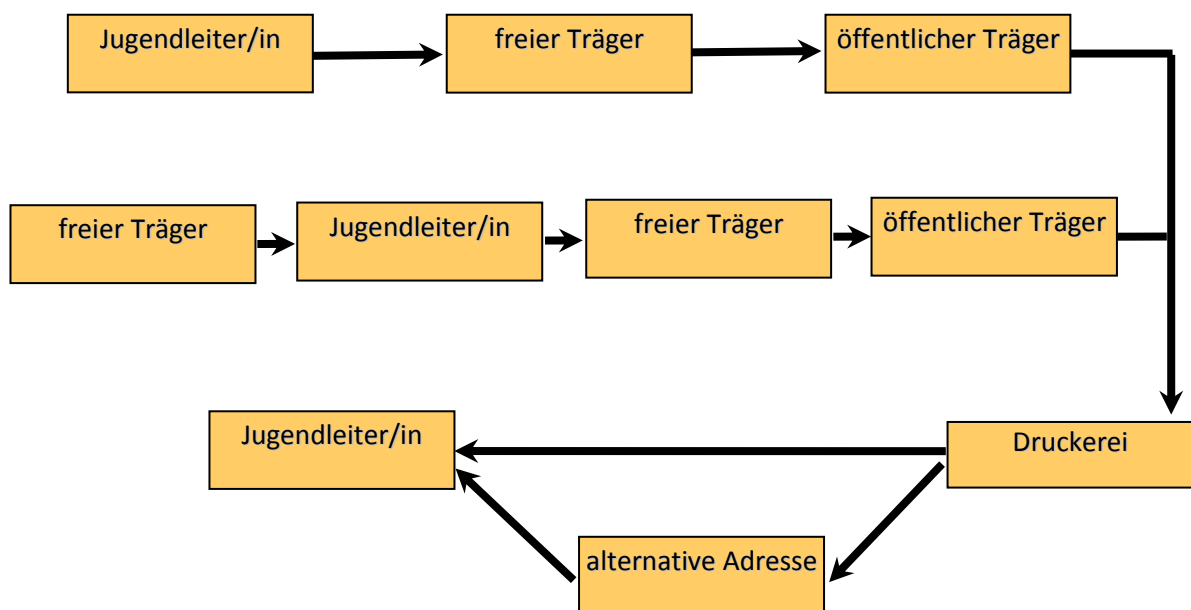 Jugendleiter/in
freier Träger
öffentlicher Träger
freier Träger
Jugendleiter/in
freier Träger
öffentlicher Träger
Jugendleiter/in
Druckerei
alternative Adresse